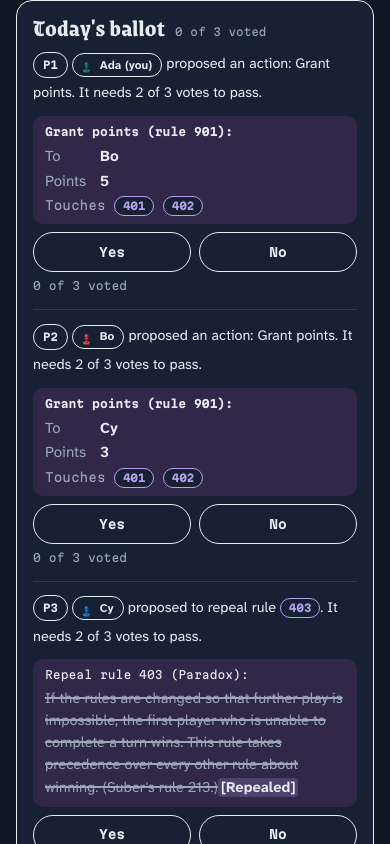 Today's ballot 0 of 3 voted
P1 Ada (you) proposed an action: Grant
points. It needs 2 of 3 votes to pass.
Grant points (rule 901):
To Bo
Points 5
Touches 401 402
Yes No
0 of 3 voted
P2 Bo proposed an action: Grant points. It
needs 2 of 3 votes to pass.
Grant points (rule 901):
To Cy
Points 3
Touches 401 402
Yes No
0 of 3 voted
P3 Cy proposed to repeal rule 403. It
needs 2 of 3 votes to pass.
Repeal rule 403 (Paradox):
If the rules are changed so that further play is
impossible, the first player who is unable to
complete a turn wins. This rule takes
precedence over every other rule about
winning. (Suber's rule 213.) [Repealed]
Yes No